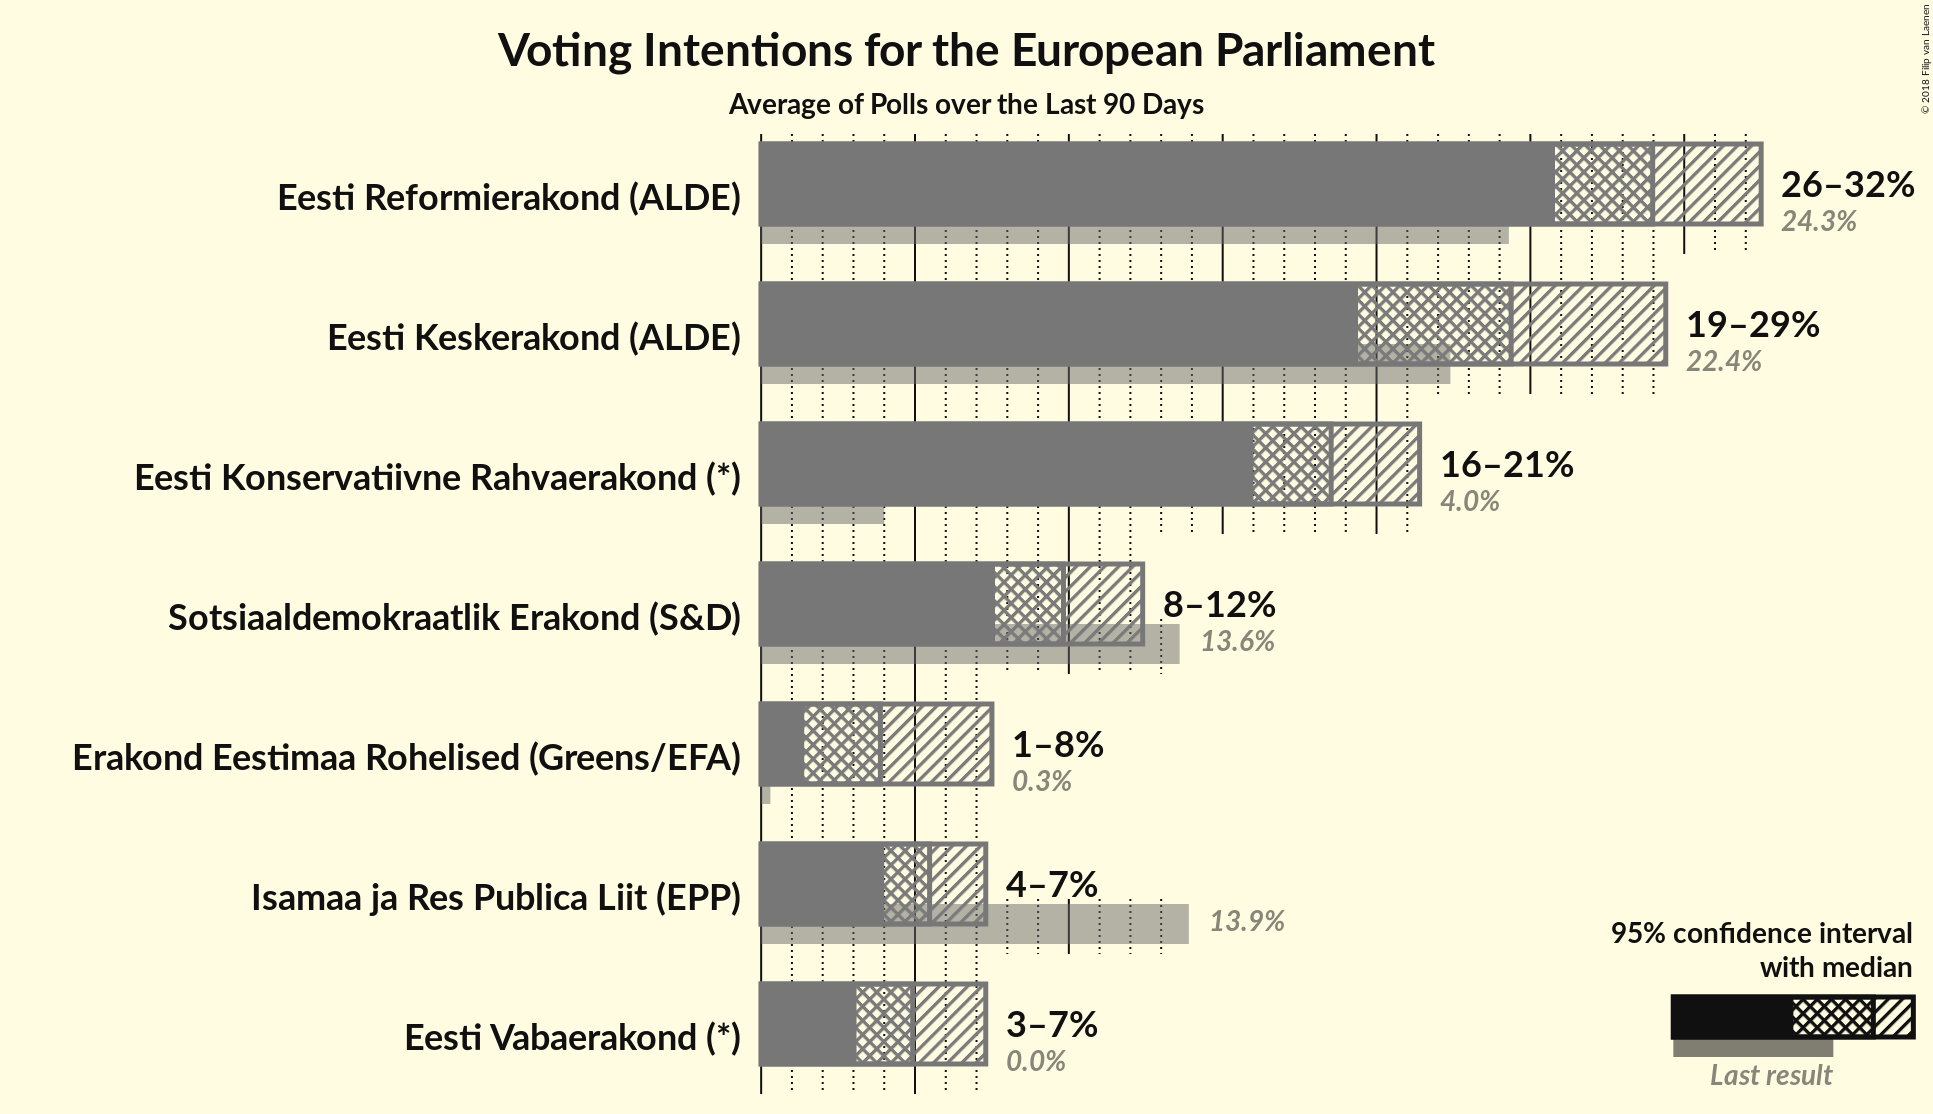 Voting Intentions for the European Parliament
Average of Polls over the Last 90 Days
© 2018 Filip van Laenen
Eesti Reformierakond (ALDE)
26–32%
24.3%
Eesti Keskerakond (ALDE)
19–29%
22.4%
Eesti Konservatiivne Rahvaerakond (*)
16–21%
4.0%
Sotsiaaldemokraatlik Erakond (S&D)
8–12%
13.6%
Erakond Eestimaa Rohelised (Greens/EFA)
1–8%
0.3%
Isamaa ja Res Publica Liit (EPP)
4–7%
13.9%
Eesti Vabaerakond (*)
3–7%
0.0%
95% confidence interval
with median
Last result